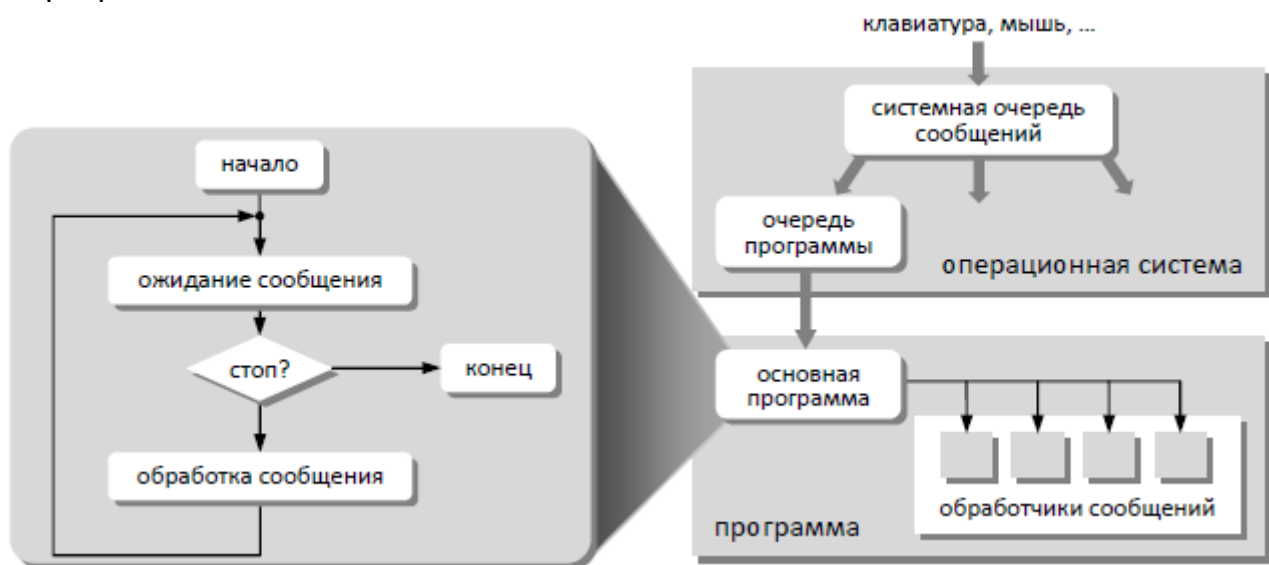 начало
ожидание сообщения
стоп?
конец
обработка сообщения
клавиатура, мышь, ...
системная очередь
сообщений
очередь
программы
операционная система
основная
программа
обработчики сообщений
программа